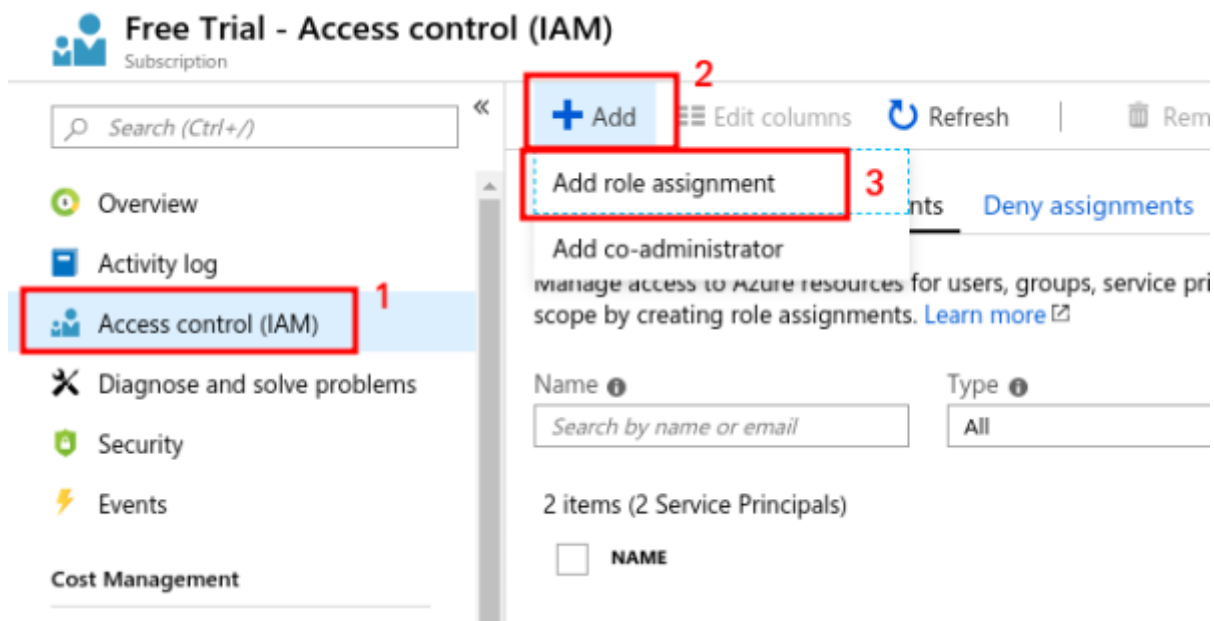 Free Trial - Access control (IAM)
Subscription
2
Search (Ctrl+/)
«
Add
Edit columns
Refresh
Rem
Add role assignment
3
nts
Deny assignments
Overview
Add co-administrator
Activity log
Manage access to Azure resources for users, groups, service pri
1
Access control (IAM)
scope by creating role assignments. Learn more
Diagnose and solve problems
Name
Type
Search by name or email
All
Security
Events
2 items (2 Service Principals)
NAME
Cost Management